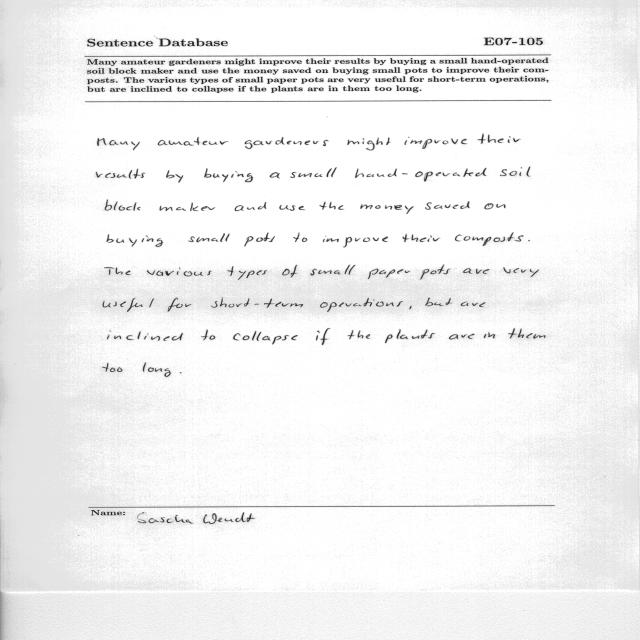 Sentence Database E07-105
Many amateur gardeners might improve their results by buying a small hand-operated
soil block maker and use the money saved on buying small pots to improve their com-
posts. The various types of small paper pots are very useful for short-term operations,
but are inclined to collapse if the plants are in them too long.
Many amateur gardeners might improve their
results by buying a small hand-operated soil
block maker and use the money saved on
buying small pots to improve their composts.
The various types of small paper pots are very
useful for short-term operations, but are
inclined to collapse if the plants are in them
too long.
Name: Sascha Wendt